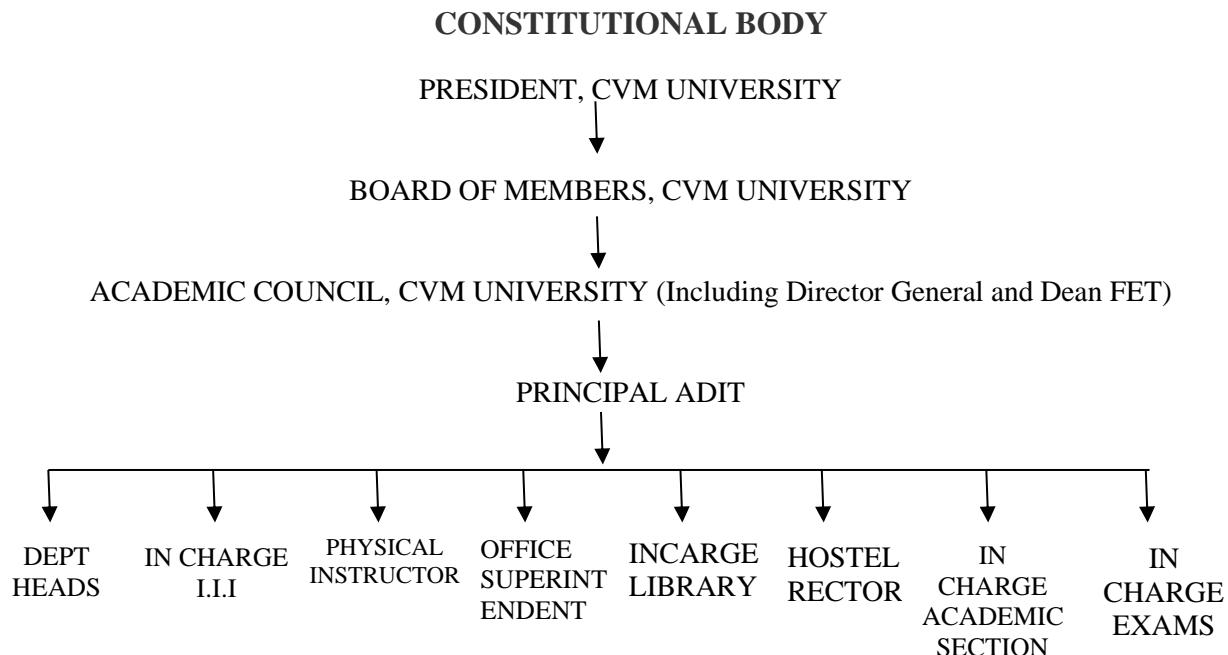 CONSTITUTIONAL BODY
PRESIDENT, CVM UNIVERSITY
BOARD OF MEMBERS, CVM UNIVERSITY
ACADEMIC COUNCIL, CVM UNIVERSITY (Including Director General and Dean FET)
PRINCIPAL ADIT
DEPT
HEADS
IN CHARGE
I.I.I
PHYSICAL
INSTRUCTOR
OFFICE
SUPERINT
ENDENT
INCARGE
LIBRARY
HOSTEL
RECTOR
IN
CHARGE
ACADEMIC
SECTION
IN
CHARGE
EXAMS